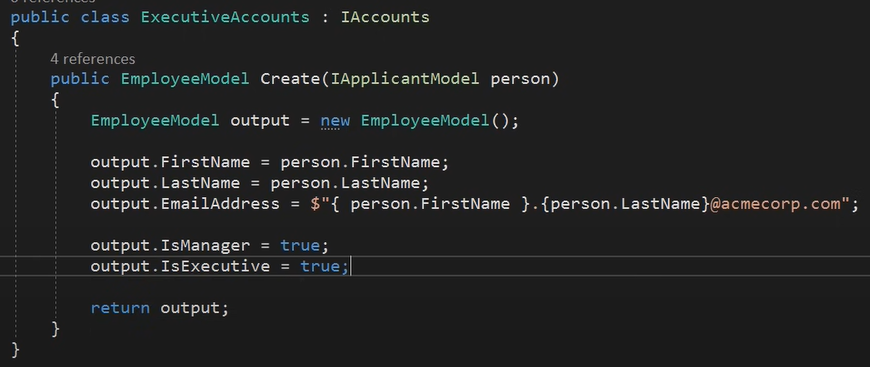 references
public class ExecutiveAccounts : IAccounts
{
4 references
public EmployeeModel Create(IApplicantModel person)
{
EmployeeModel output = new EmployeeModel();
output.FirstName = person.FirstName;
output.LastName = person.LastName;
output.EmailAddress = $"{ person.FirstName }.{person.LastName}@acmecorp.com";
output.IsManager = true;
output.IsExecutive = true;
return output;
}
}